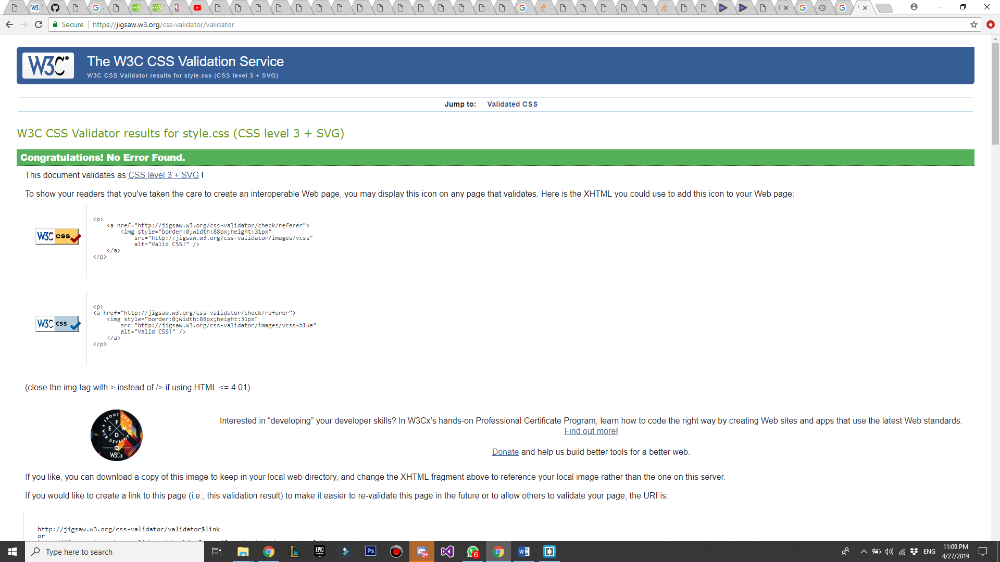 Secure
https://jigsaw.w3.org/css-validator/validator
W3C®
The W3C CSS Validation Service
W3C CSS Validator results for style.css (CSS level 3 + SVG)
Jump to: Validated CSS
W3C CSS Validator results for style.css (CSS level 3 + SVG)
Congratulations! No Error Found.
This document validates as CSS level 3 + SVG !
To show your readers that you've taken the care to create an interoperable Web page, you may display this icon on any page that validates. Here is the XHTML you could use to add this icon to your Web page:
W3C CSS
<p>
<a href="http://jigsaw.w3.org/css-validator/check/referer">
<img style="border:0;width:88px;height:31px"
src="http://jigsaw.w3.org/css-validator/images/vcss"
alt="Valid CSS!" />
</a>
</p>
W3C CSS
<p>
<a href="http://jigsaw.w3.org/css-validator/check/referer">
<img style="border:0;width:88px;height:31px"
src="http://jigsaw.w3.org/css-validator/images/vcss-blue"
alt="Valid CSS!" />
</a>
</p>
(close the img tag with > instead of /> if using HTML <= 4.01)
FRONT END
F
E W
D
WEB DEVELOPER
BY
W3Cx
Interested in “developing” your developer skills? In W3Cx’s hands-on Professional Certificate Program, learn how to code the right way by creating Web sites and apps that use the latest Web standards.
Find out more!
Donate and help us build better tools for a better web.
If you like, you can download a copy of this image to keep in your local web directory, and change the XHTML fragment above to reference your local image rather than the one on this server.
If you would like to create a link to this page (i.e., this validation result) to make it easier to re-validate this page in the future or to allow others to validate your page, the URI is:
http://jigsaw.w3.org/css-validator/validator$link
or
Type here to search
EPIC GAMES
Ps
9+
6
ENG
11:09 PM
4/27/2019